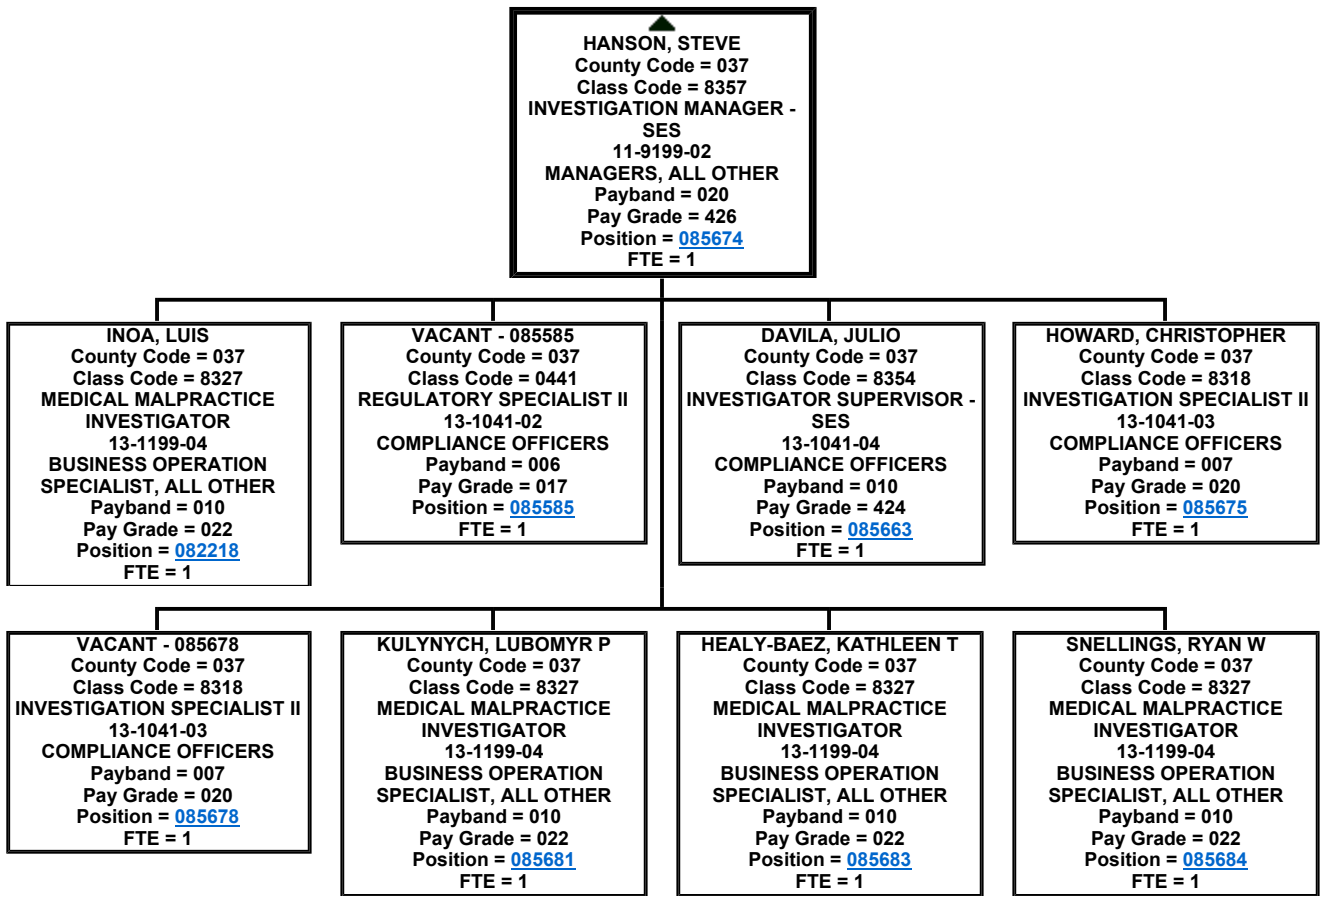 HANSON, STEVE
County Code = 037
Class Code = 8357
INVESTIGATION MANAGER -
SES
11-9199-02
MANAGERS, ALL OTHER
Payband = 020
Pay Grade = 426
Position = 085674
FTE = 1
INOA, LUIS
County Code = 037
Class Code = 8327
MEDICAL MALPRACTICE
INVESTIGATOR
13-1199-04
BUSINESS OPERATION
SPECIALIST, ALL OTHER
Payband = 010
Pay Grade = 022
Position = 082218
FTE = 1
VACANT - 085585
County Code = 037
Class Code = 0441
REGULATORY SPECIALIST II
13-1041-02
COMPLIANCE OFFICERS
Payband = 006
Pay Grade = 017
Position = 085585
FTE = 1
DAVILA, JULIO
County Code = 037
Class Code = 8354
INVESTIGATOR SUPERVISOR -
SES
13-1041-04
COMPLIANCE OFFICERS
Payband = 010
Pay Grade = 424
Position = 085663
FTE = 1
HOWARD, CHRISTOPHER
County Code = 037
Class Code = 8318
INVESTIGATION SPECIALIST II
13-1041-03
COMPLIANCE OFFICERS
Payband = 007
Pay Grade = 020
Position = 085675
FTE = 1
VACANT - 085678
County Code = 037
Class Code = 8318
INVESTIGATION SPECIALIST II
13-1041-03
COMPLIANCE OFFICERS
Payband = 007
Pay Grade = 020
Position = 085678
FTE = 1
KULYNYCH, LUBOMYR P
County Code = 037
Class Code = 8327
MEDICAL MALPRACTICE
INVESTIGATOR
13-1199-04
BUSINESS OPERATION
SPECIALIST, ALL OTHER
Payband = 010
Pay Grade = 022
Position = 085681
FTE = 1
HEALY-BAEZ, KATHLEEN T
County Code = 037
Class Code = 8327
MEDICAL MALPRACTICE
INVESTIGATOR
13-1199-04
BUSINESS OPERATION
SPECIALIST, ALL OTHER
Payband = 010
Pay Grade = 022
Position = 085683
FTE = 1
SNELLINGS, RYAN W
County Code = 037
Class Code = 8327
MEDICAL MALPRACTICE
INVESTIGATOR
13-1199-04
BUSINESS OPERATION
SPECIALIST, ALL OTHER
Payband = 010
Pay Grade = 022
Position = 085684
FTE = 1